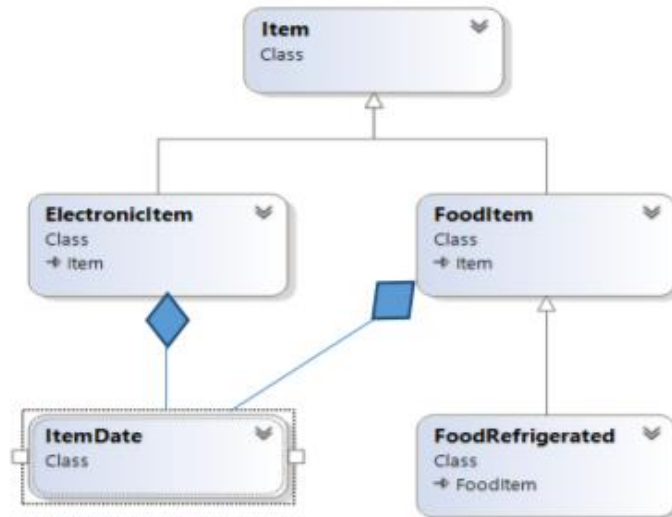 Item
Class
ElectronicItem
Class
Item
FoodItem
Class
Item
ItemDate
Class
FoodRefrigerated
Class
FoodItem